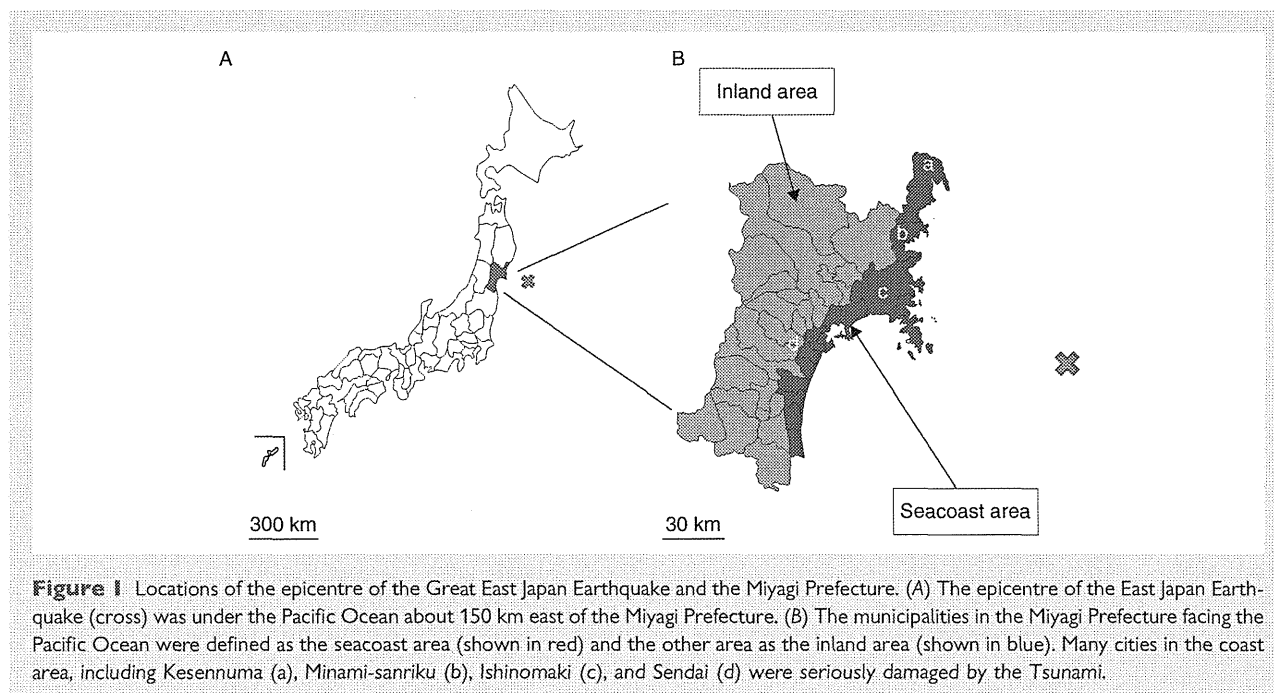 A
B
Inland area
a
b
c
d
Seacoast area
300 km
30 km
Figure 1 Locations of the epicentre of the Great East Japan Earthquake and the Miyagi Prefecture. (A) The epicentre of the East Japan Earth-
quake (cross) was under the Pacific Ocean about 150 km east of the Miyagi Prefecture. (B) The municipalities in the Miyagi Prefecture facing the
Pacific Ocean were defined as the seacoast area (shown in red) and the other area as the inland area (shown in blue). Many cities in the coast
area, including Kesennuma (a), Minami-sanriku (b), Ishinomaki (c), and Sendai (d) were seriously damaged by the Tsunami.